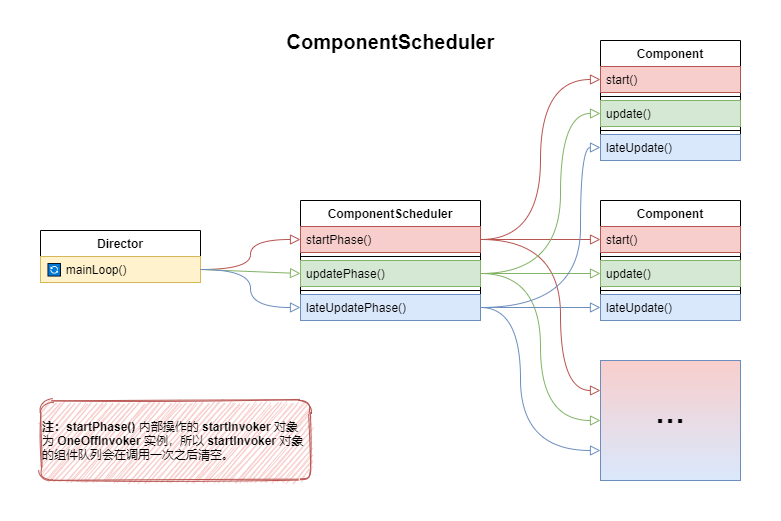 ComponentScheduler
Component
start()
update()
lateUpdate()
ComponentScheduler
startPhase()
updatePhase()
lateUpdatePhase()
Component
start()
update()
lateUpdate()
Director
mainLoop()
...
注：startPhase() 内部操作的 startInvoker 对象
为 OneOffInvoker 实例，所以 startInvoker 对象
的组件队列会在调用一次之后清空。